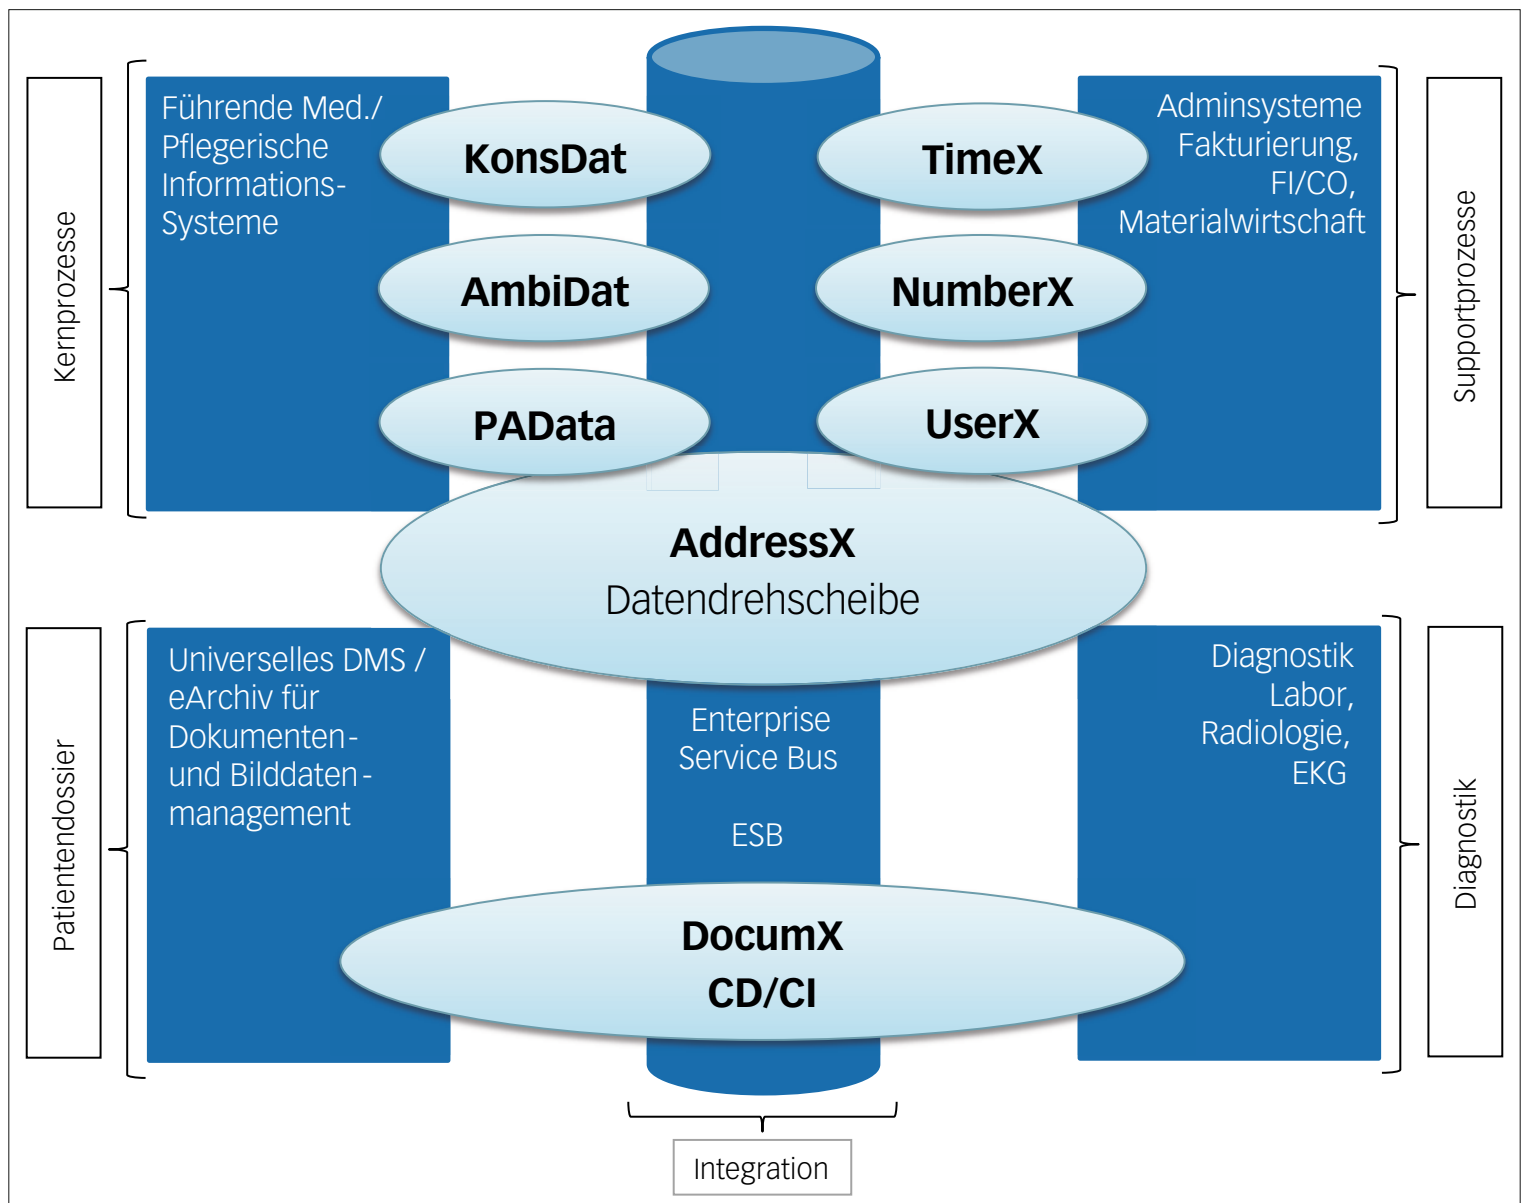 Kernprozesse
Führende Med./
Pflegerische
Informations-
Systeme
KonsDat
AmbiDat
PAData
TimeX
NumberX
UserX
Adminsysteme
Fakturierung,
FI/CO,
Materialwirtschaft
Supportprozesse
AddressX
Datendrehscheibe
Patientendossier
Universelles DMS /
eArchiv für
Dokumenten-
und Bilddaten-
management
Enterprise
Service Bus
ESB
Diagnostik
Labor,
Radiologie,
EKG
Diagnostik
DocumX
CD/CI
Integration